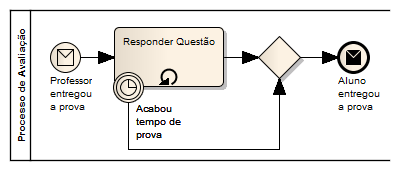 Processo de Avaliação
Professor
entregou
a prova
Responder Questão
Acabou
tempo de
prova
Aluno
entregou
a prova